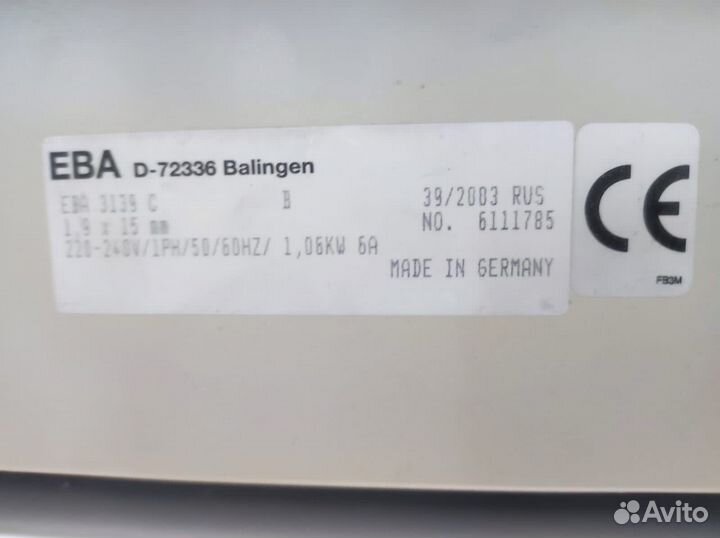 EBA D-72336 Balingen
EBA 3139 C B 39/2003 RUS
1,9 x 15 mm NO. 6111785
220-240V/1PH/50/60HZ/ 1,06KW 6A
MADE IN GERMANY
CE
FB3M
Avito